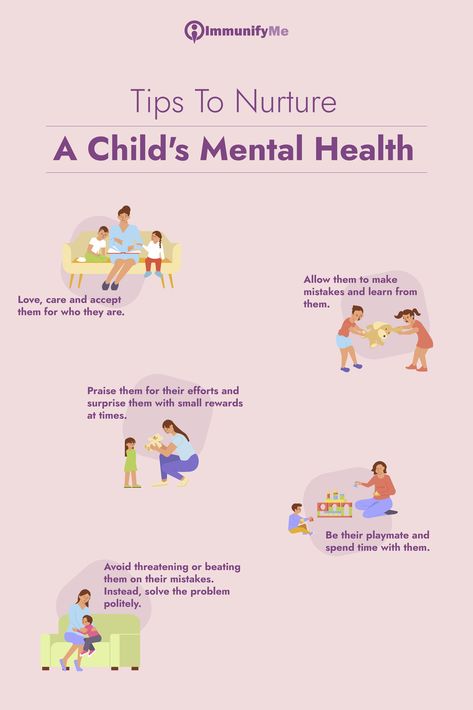 ImmunifyMe
Tips To Nurture
A Child's Mental Health
Love, care and accept
them for who they are.
Allow them to make
mistakes and learn from
them.
Praise them for their efforts and
surprise them with small rewards
at times.
Be their playmate and
spend time with them.
Avoid threatening or beating
them on their mistakes.
Instead, solve the problem
politely.